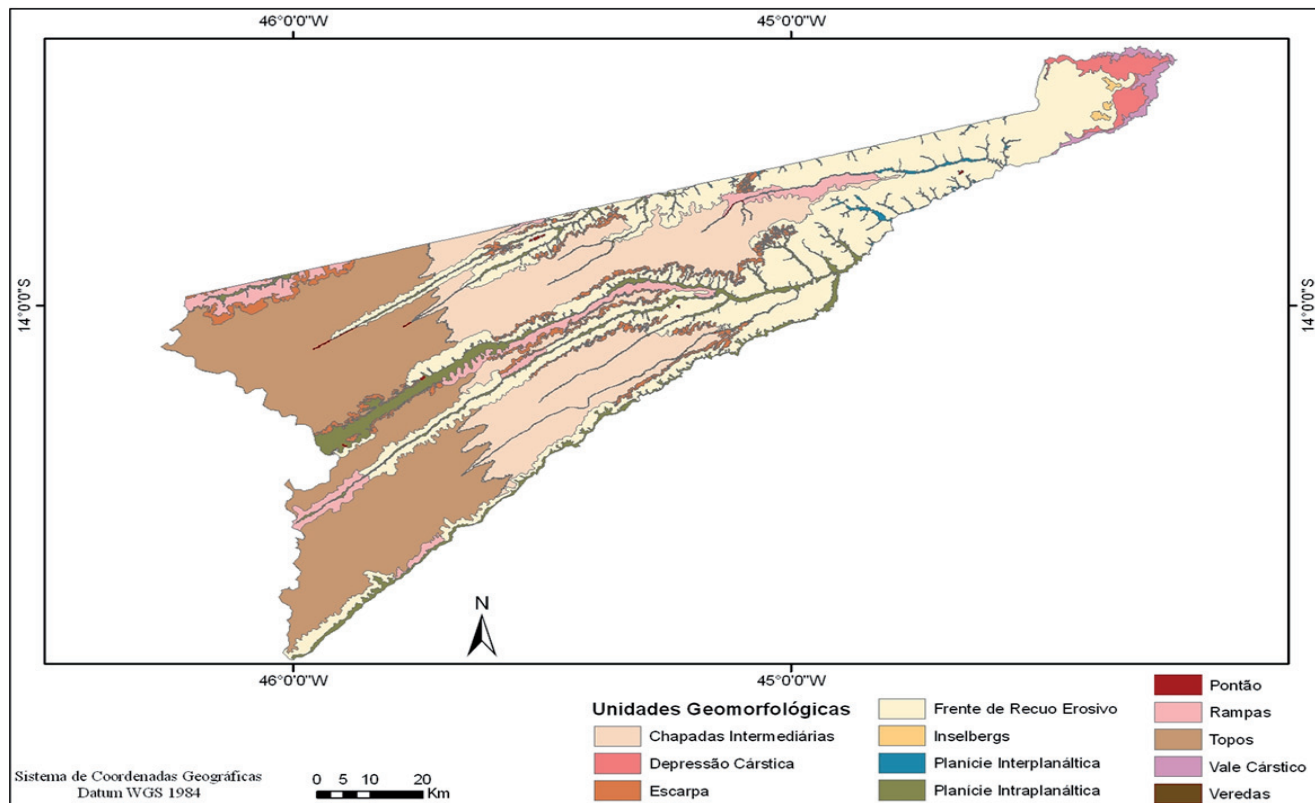 46°0'0"W
45°0'0"W
14°0'0"S
14°0'0"S
N
46°0'0"W
45°0'0"W
Unidades Geomorfológicas
Chapadas Intermediárias
Depressão Cárstica
Escarpa
Frente de Recuo Erosivo
Inselbergs
Planície Interplanáltica
Planície Intraplanáltica
Pontão
Rampas
Topos
Vale Cárstico
Veredas
Sistema de Coordenadas Geográficas
Datum WGS 1984
0 5 10 20
Km